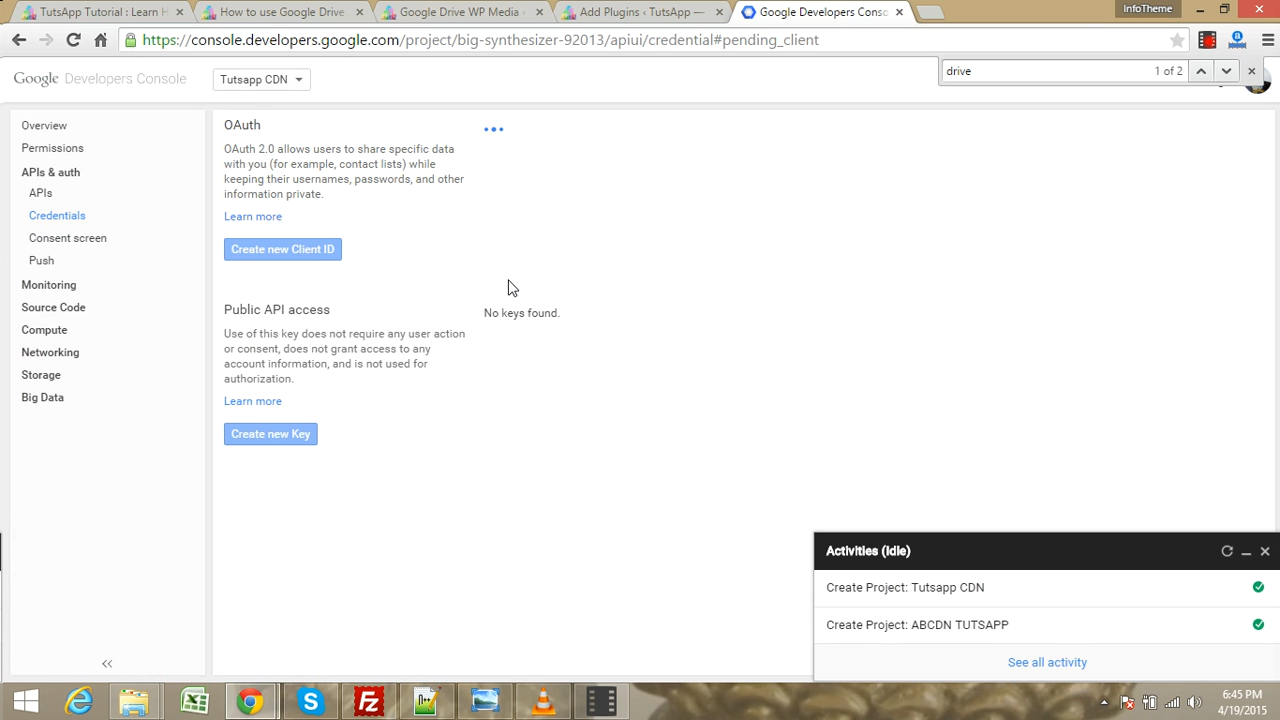 TutsApp Tutorial : Learn H
How to use Google Drive
Google Drive WP Media
Add Plugins ‹ TutsApp —
Google Developers Conso
InfoTheme
https://console.developers.google.com/project/big-synthesizer-92013/apiui/credential#pending_client
Google Developers Console
Tutsapp CDN
drive
1 of 2
Overview
Permissions
APIs & auth
APIs
Credentials
Consent screen
Push
Monitoring
Source Code
Compute
Networking
Storage
Big Data
OAuth
OAuth 2.0 allows users to share specific data
with you (for example, contact lists) while
keeping their usernames, passwords, and other
information private.
Learn more
Create new Client ID
Public API access
Use of this key does not require any user action
or consent, does not grant access to any
account information, and is not used for
authorization.
Learn more
Create new Key
No keys found.
Activities (Idle)
Create Project: Tutsapp CDN
Create Project: ABCDN TUTSAPP
See all activity
6:45 PM
4/19/2015